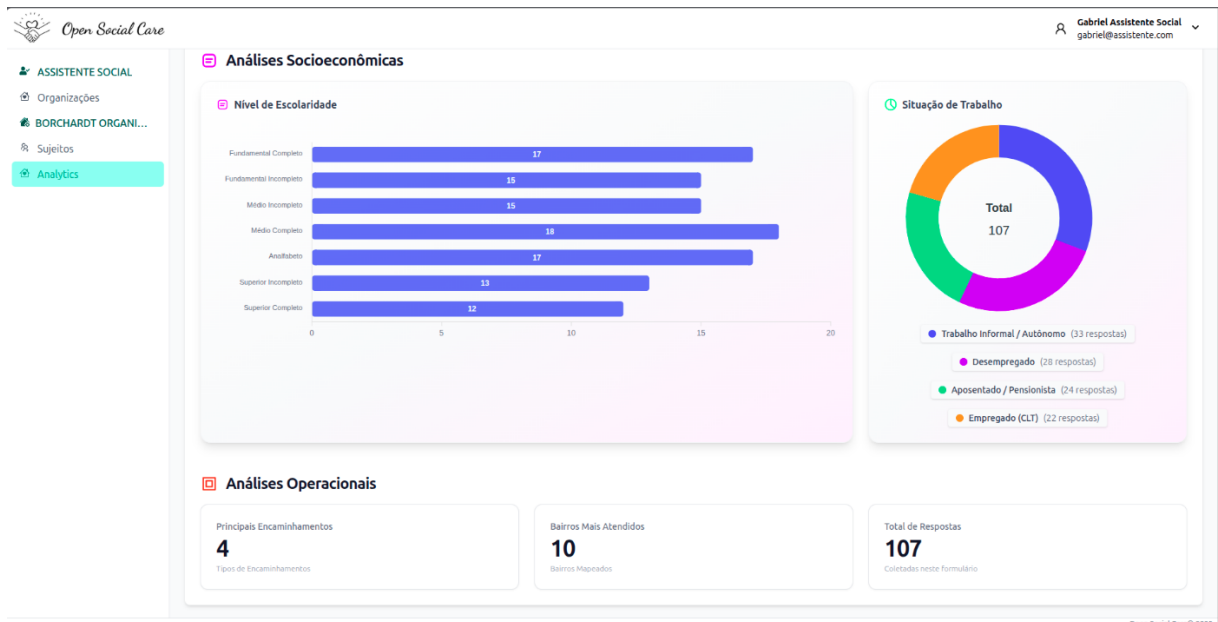 Open Social Care
Gabriel Assistente Social
gabriel@assistente.com
ASSISTENTE SOCIAL
Organizações
BORCHARDT ORGANI...
Sujeitos
Analytics
Análises Socioeconômicas
Nível de Escolaridade
Fundamental Completo
17
Fundamental Incompleto
15
Médio Incompleto
15
Médio Completo
18
Analfabeto
17
Superior Incompleto
13
Superior Completo
12
0 5 10 15 20
Situação de Trabalho
Total
107
Trabalho Informal / Autônomo (33 respostas)
Desempregado (28 respostas)
Aposentado / Pensionista (24 respostas)
Empregado (CLT) (22 respostas)
Análises Operacionais
Principais Encaminhamentos
4
Tipos de Encaminhamentos
Bairros Mais Atendidos
10
Bairros Mapeados
Total de Respostas
107
Coletadas neste formulário